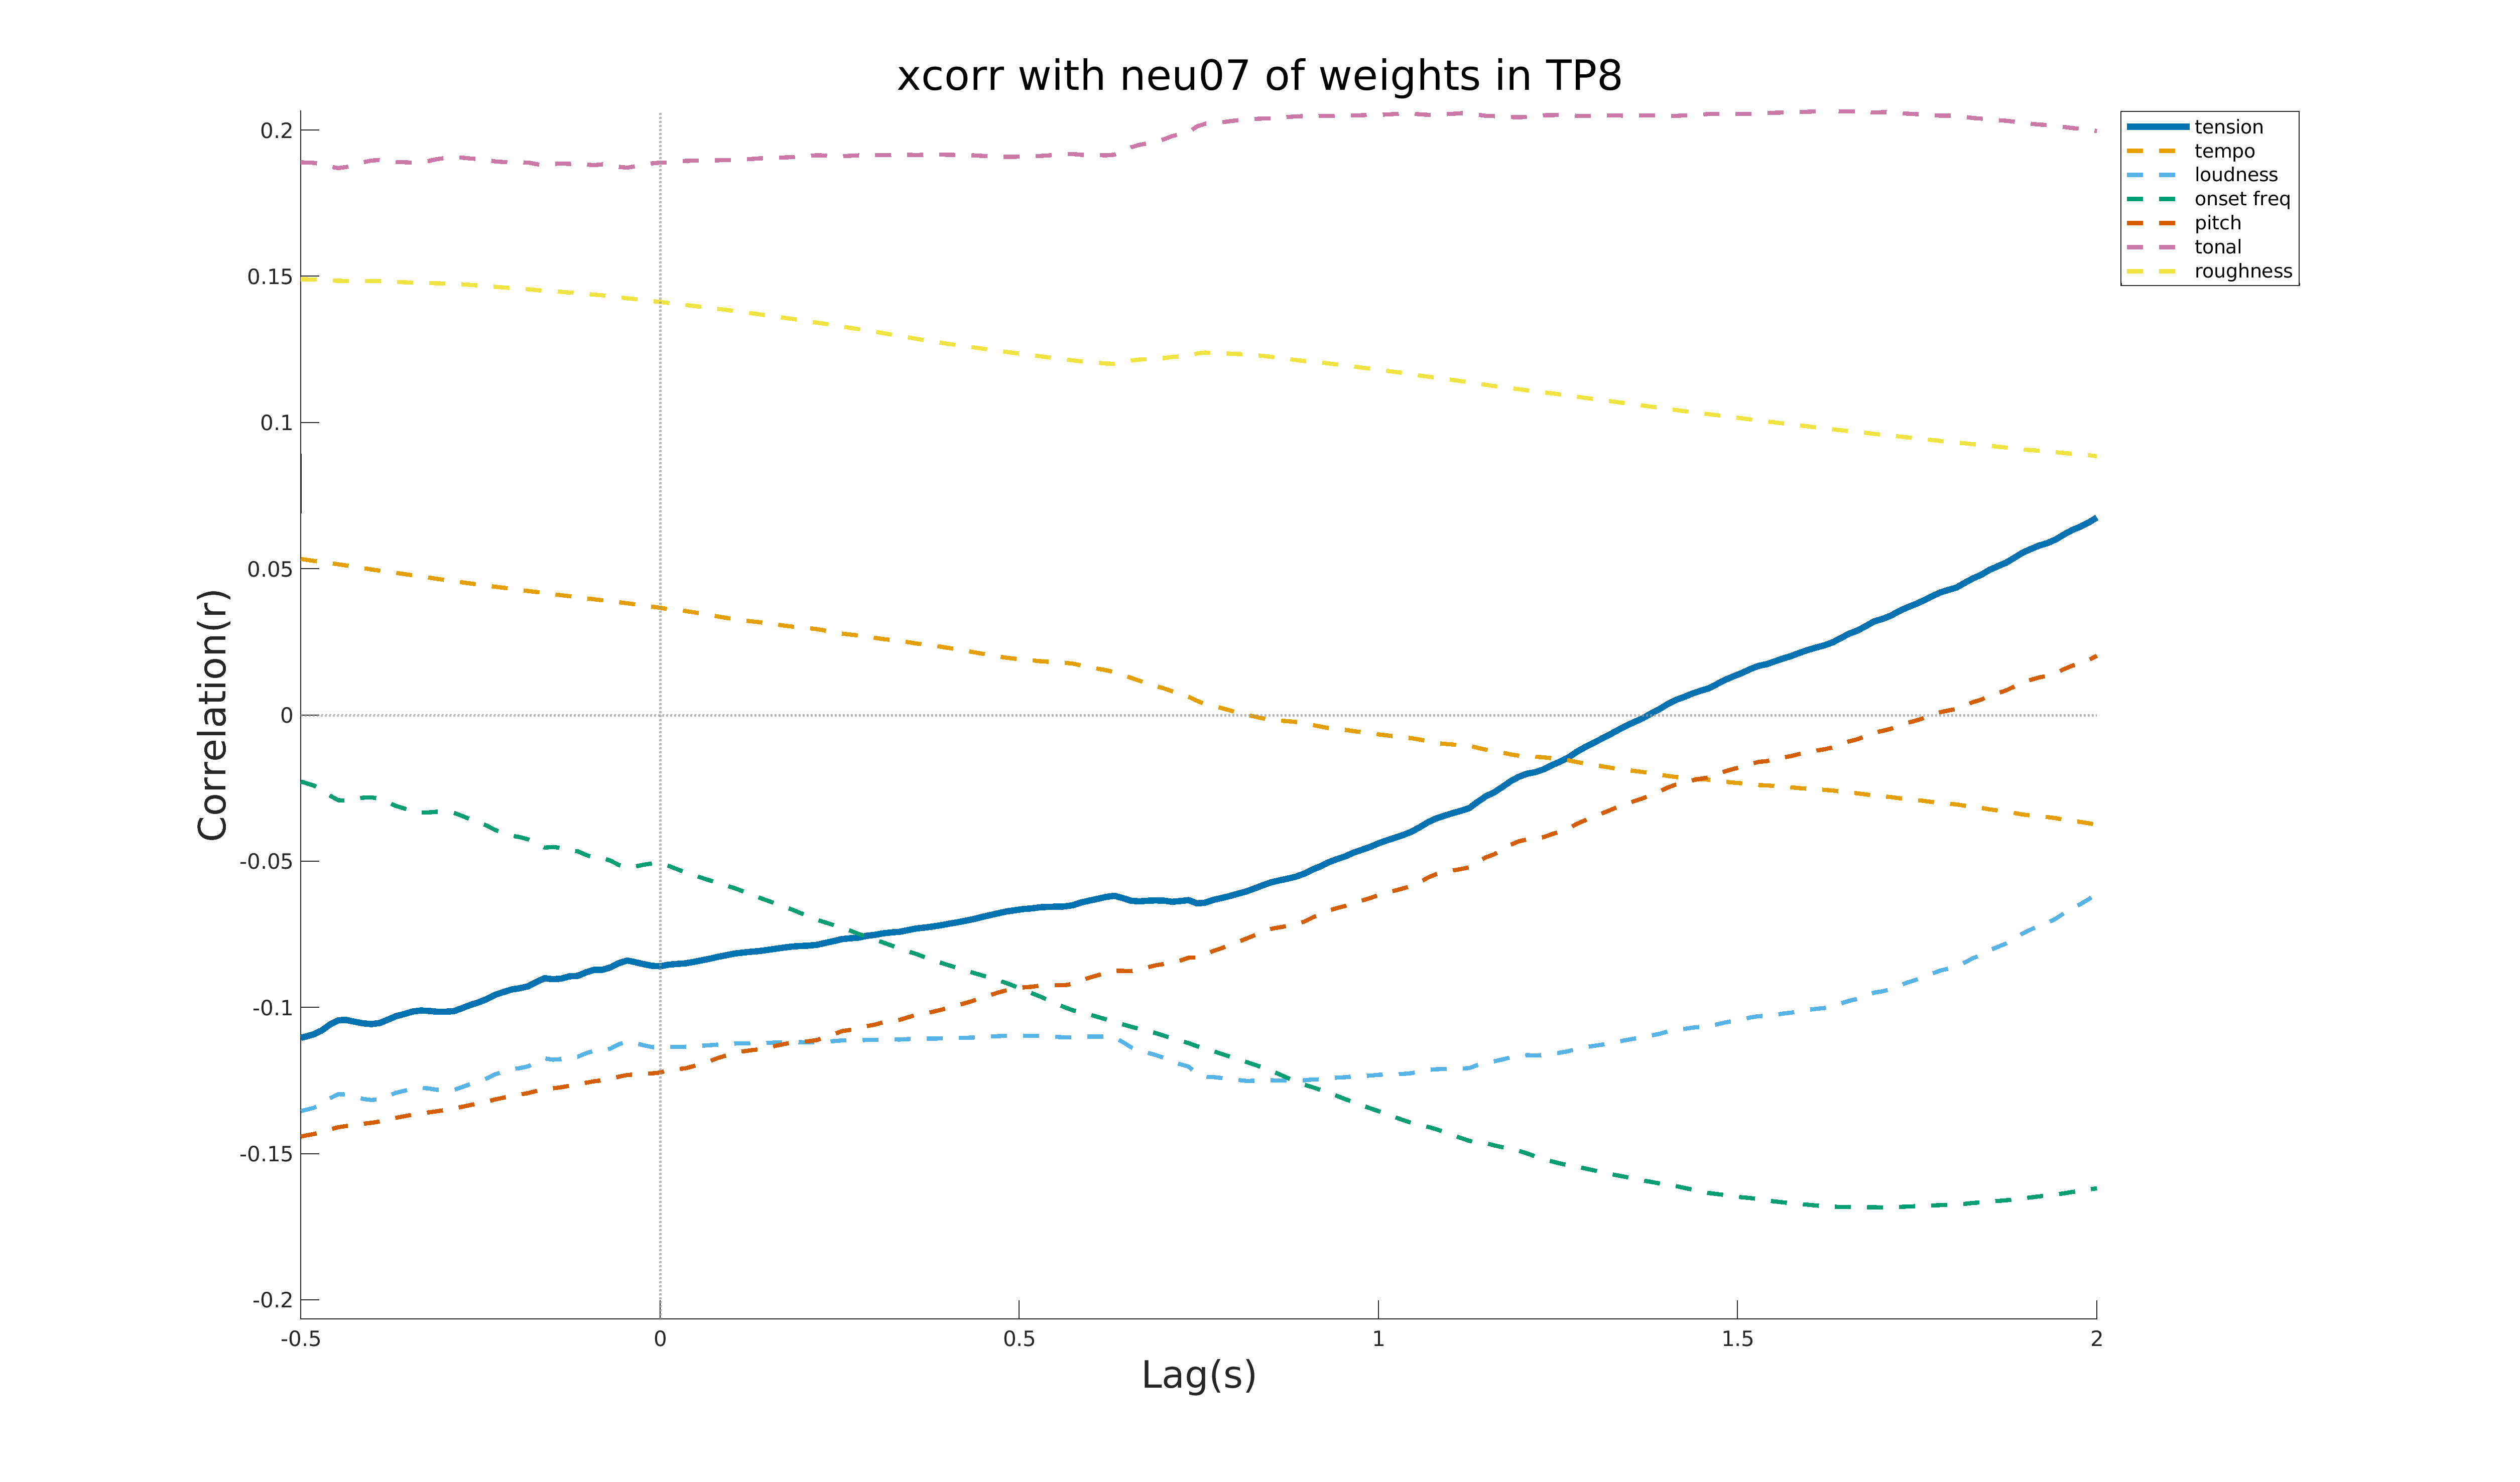 xcorr with neu07 of weights in TP8
tension
tempo
loudness
onset freq
pitch
tonal
roughness
Correlation(r)
0.2
0.15
0.1
0.05
0
-0.05
-0.1
-0.15
-0.2
-0.5
0
0.5
1
1.5
2
Lag(s)